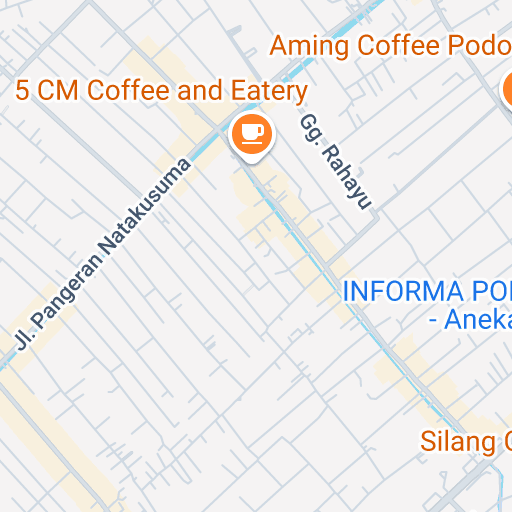 Aming Coffee Podo
5 CM Coffee and Eatery
Gg. Rahayu
Jl. Pangeran Natakusuma
INFORMA PO
- Aneka
Silang